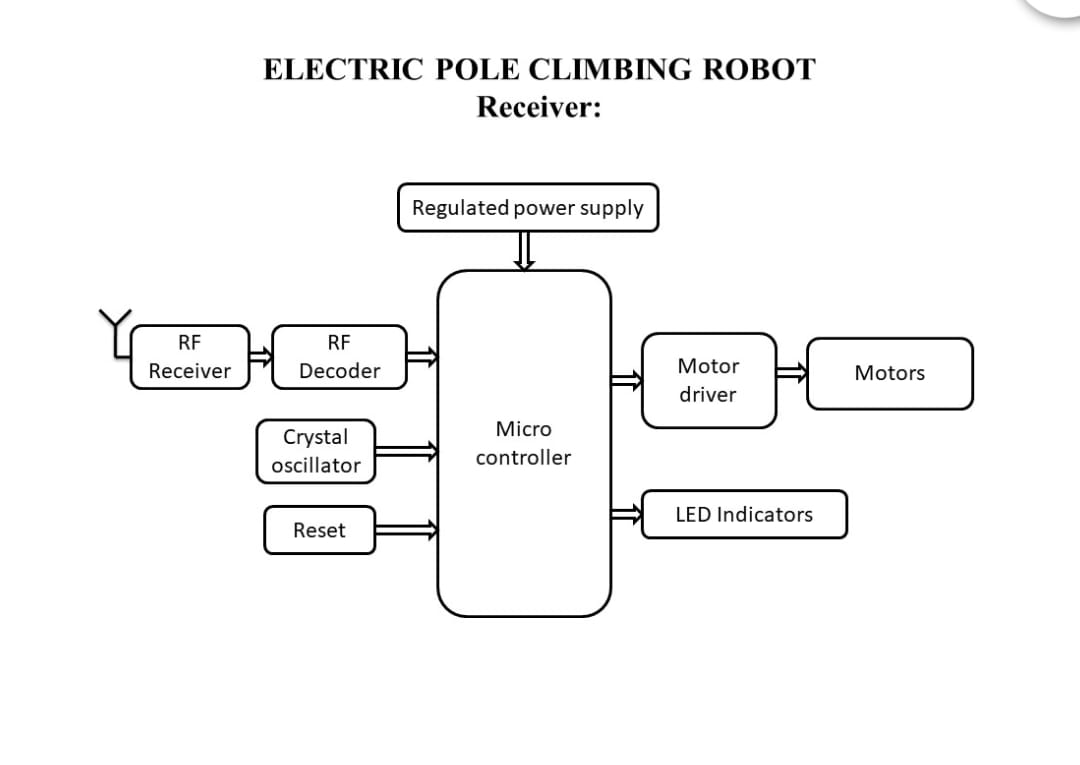 ELECTRIC POLE CLIMBING ROBOT
Receiver:
Regulated power supply
RF
Receiver
RF
Decoder
Crystal
oscillator
Reset
Micro
controller
Motor
driver
Motors
LED Indicators